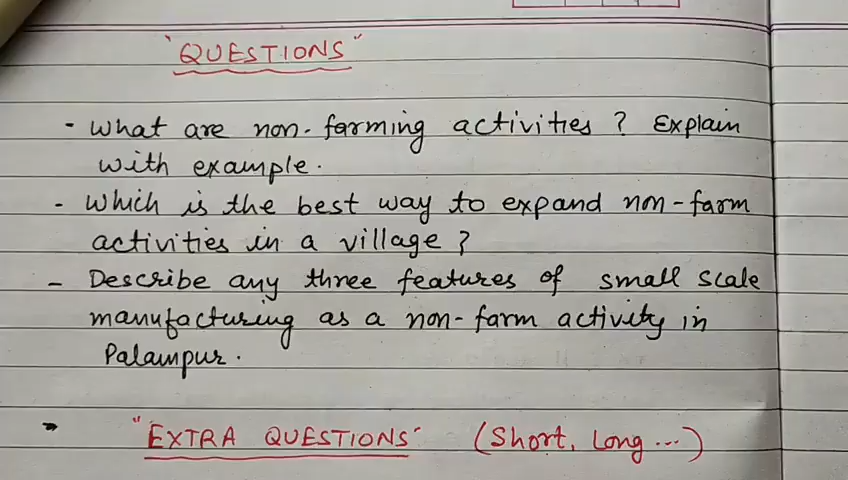 "QUESTIONS"
- What are non-farming activities? Explain
with example.
- Which is the best way to expand non-farm
activities in a village?
- Describe any three features of small scale
manufacturing as a non-farm activity in
Palampur.
- "EXTRA QUESTIONS" (Short, Long...)